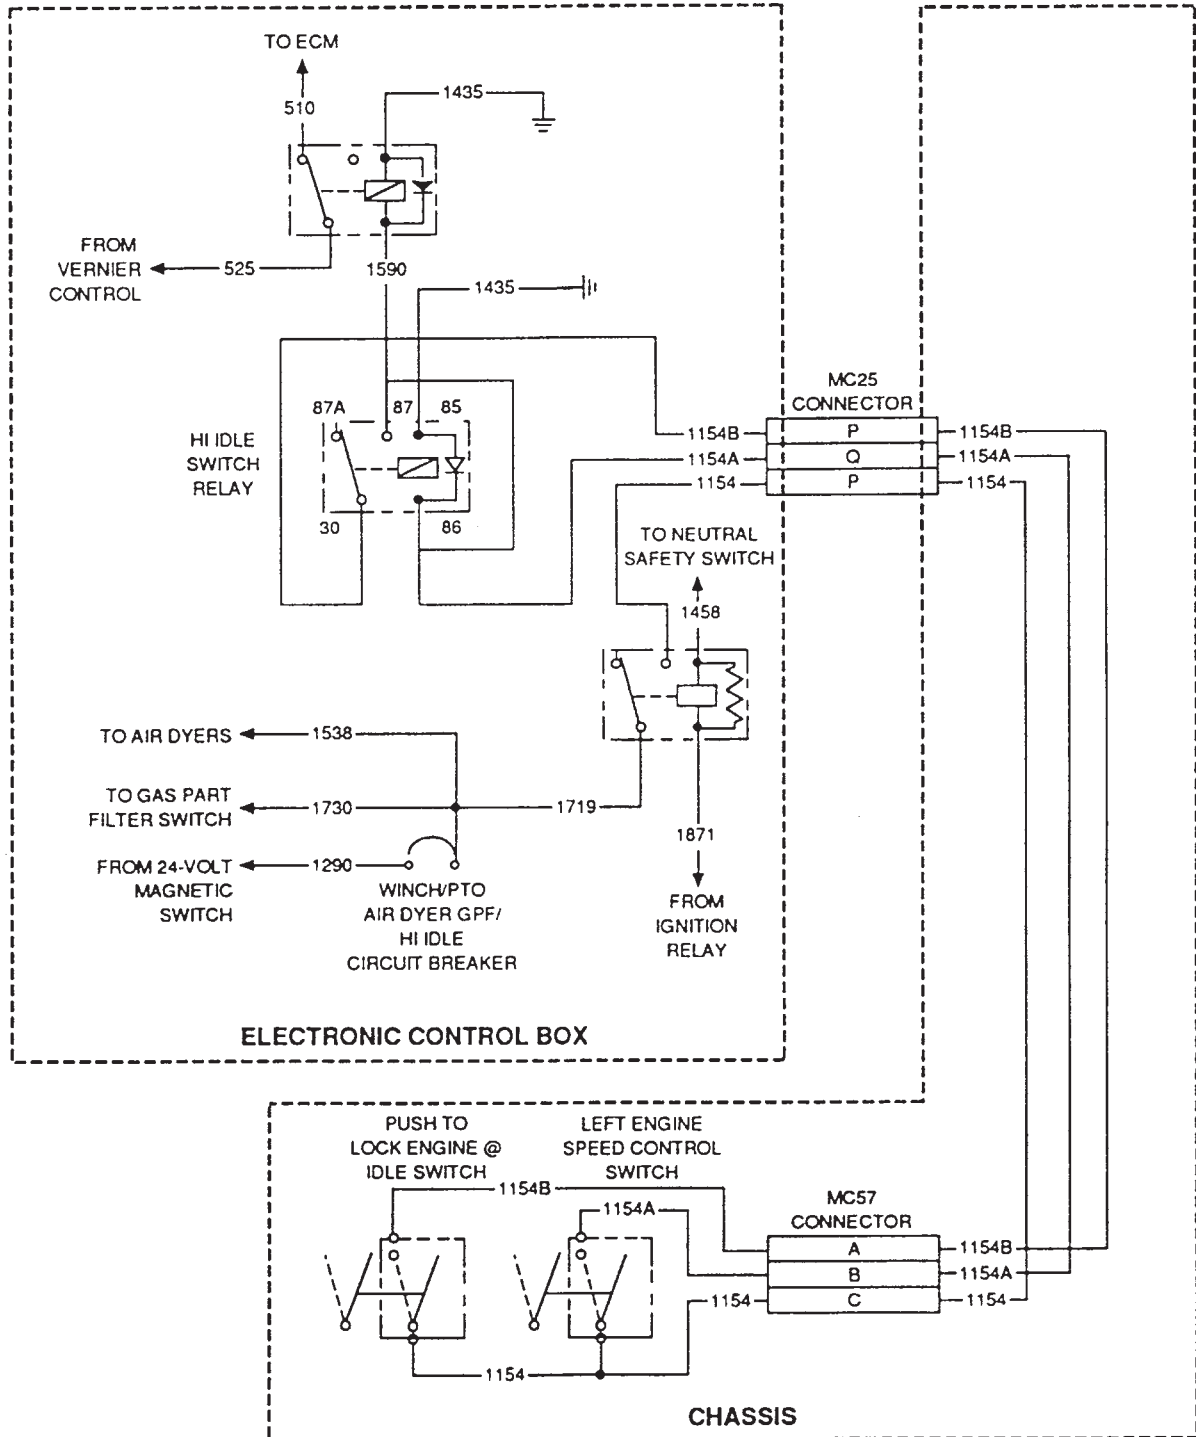 TO ECM
510
1435
FROM
VERNIER
CONTROL
525
1590
1435
MC25
CONNECTOR
87A
87
85
HI IDLE
SWITCH
RELAY
30
86
1154B
P
1154B
1154A
Q
1154A
1154
P
1154
TO NEUTRAL
SAFETY SWITCH
1458
TO AIR DYERS
1538
TO GAS PART
FILTER SWITCH
1730
1719
1871
FROM 24-VOLT
MAGNETIC
SWITCH
1290
WINCH/PTO
AIR DYER GPF/
HI IDLE
CIRCUIT BREAKER
FROM
IGNITION
RELAY
ELECTRONIC CONTROL BOX
PUSH TO
LOCK ENGINE @
IDLE SWITCH
LEFT ENGINE
SPEED CONTROL
SWITCH
1154B
1154A
MC57
CONNECTOR
A
1154B
B
1154A
1154
C
1154
1154
CHASSIS